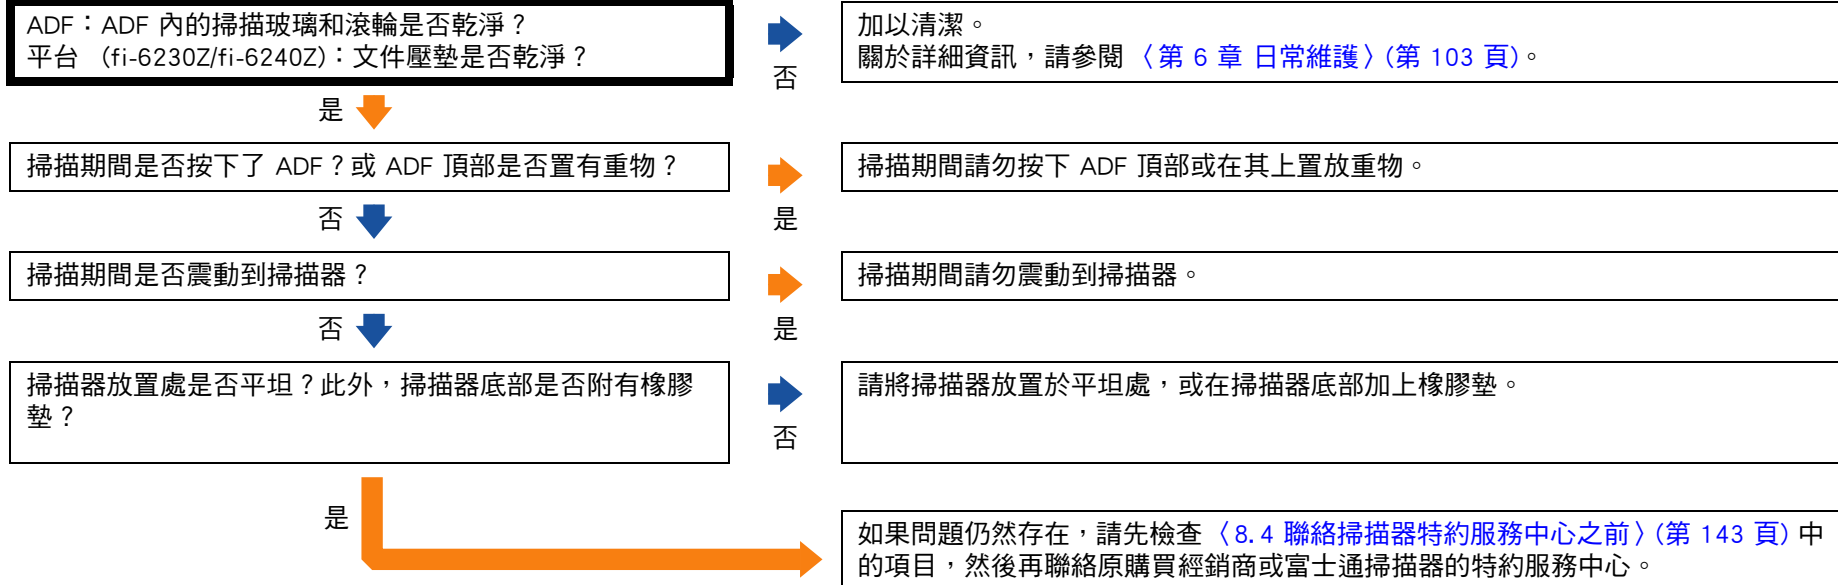 ADF：ADF 內的掃描玻璃和滾輪是否乾淨？
平台 (fi-6230Z/fi-6240Z)：文件壓墊是否乾淨？
否
加以清潔。
關於詳細資訊，請參閱 〈第 6 章 日常維護〉(第 103 頁)。
是
掃描期間是否按下了 ADF？或 ADF 頂部是否置有重物？
是
掃描期間請勿按下 ADF 頂部或在其上置放重物。
否
掃描期間是否震動到掃描器？
是
掃描期間請勿震動到掃描器。
否
掃描器放置處是否平坦？此外，掃描器底部是否附有橡膠
墊？
否
請將掃描器放置於平坦處，或在掃描器底部加上橡膠墊。
是
如果問題仍然存在，請先檢查 〈8.4 聯絡掃描器特約服務中心之前〉(第 143 頁) 中
的項目，然後再聯絡原購買經銷商或富士通掃描器的特約服務中心。